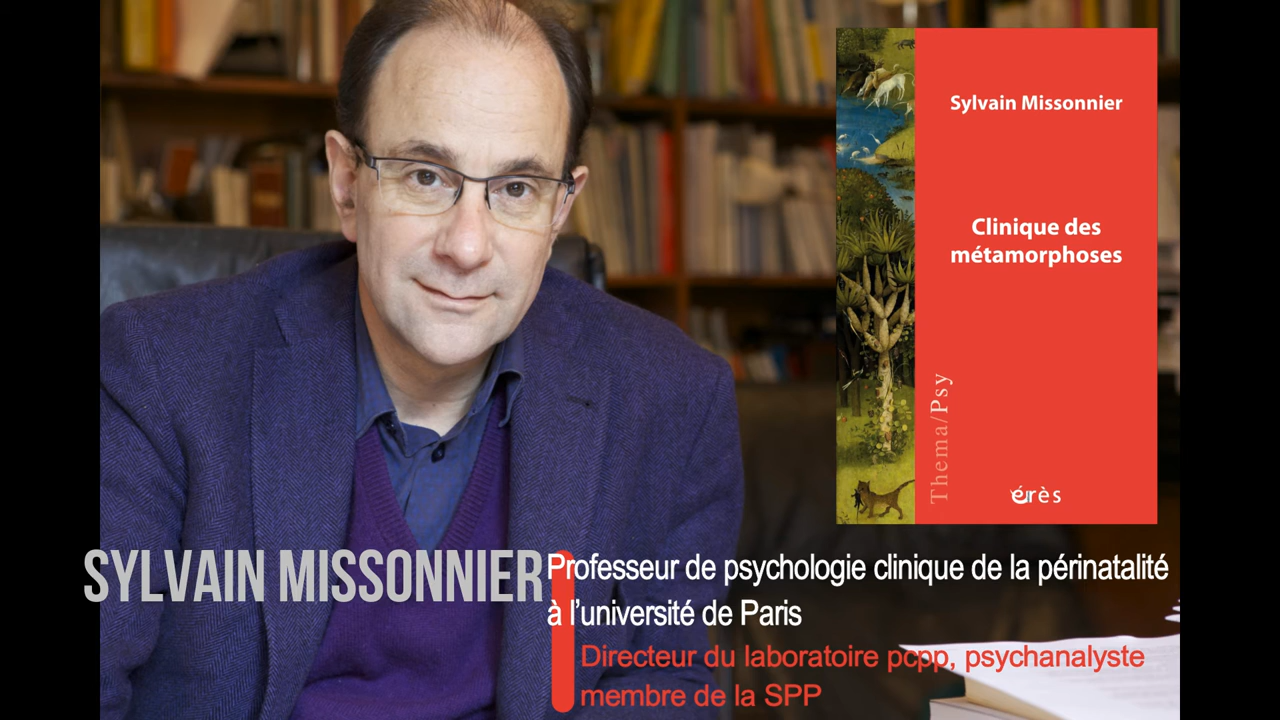 Sylvain Missonnier
Clinique des
métamorphoses
Thema/Psy
érès
SYLVAIN MISSONNIER
Professeur de psychologie clinique de la périnatalité
à l'université de Paris
Directeur du laboratoire pcpp, psychanalyste
membre de la SPP